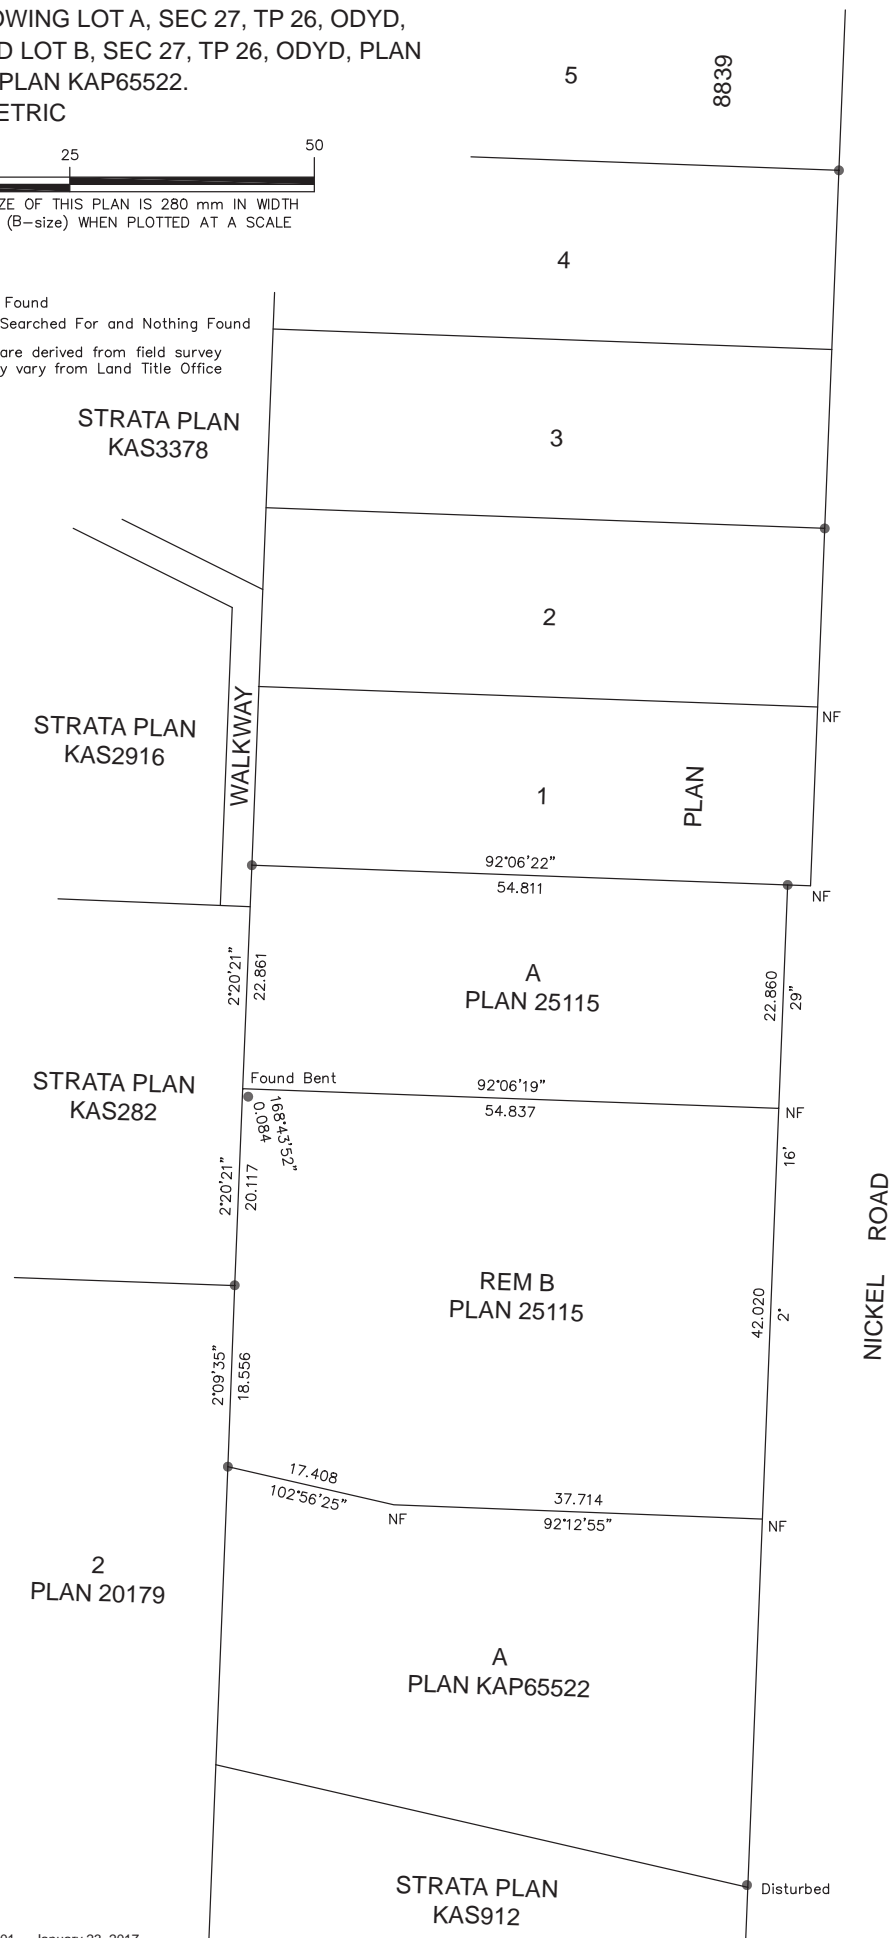 OWING LOT A, SEC 27, TP 26, ODYD,
D LOT B, SEC 27, TP 26, ODYD, PLAN
PLAN KAP65522.
ETRIC
25
50
ZE OF THIS PLAN IS 280 mm IN WIDTH
(B-size) WHEN PLOTTED AT A SCALE
Found
Searched For and Nothing Found
are derived from field survey
y vary from Land Title Office
5
8839
4
STRATA PLAN
KAS3378
3
2
NF
STRATA PLAN
KAS2916
WALKWAY
1
PLAN
92°06'22"
54.811
NF
2°20'21"
22.861
A
PLAN 25115
22.860
29"
STRATA PLAN
KAS282
Found Bent
92°06'19"
54.837
NF
168°43'52"
0.084
16'
2°20'21"
20.117
NICKEL ROAD
REM B
PLAN 25115
42.020
2°
2°09'35"
18.556
17.408
102°56'25"
NF
37.714
92°12'55"
NF
2
PLAN 20179
A
PLAN KAP65522
STRATA PLAN
KAS912
Disturbed